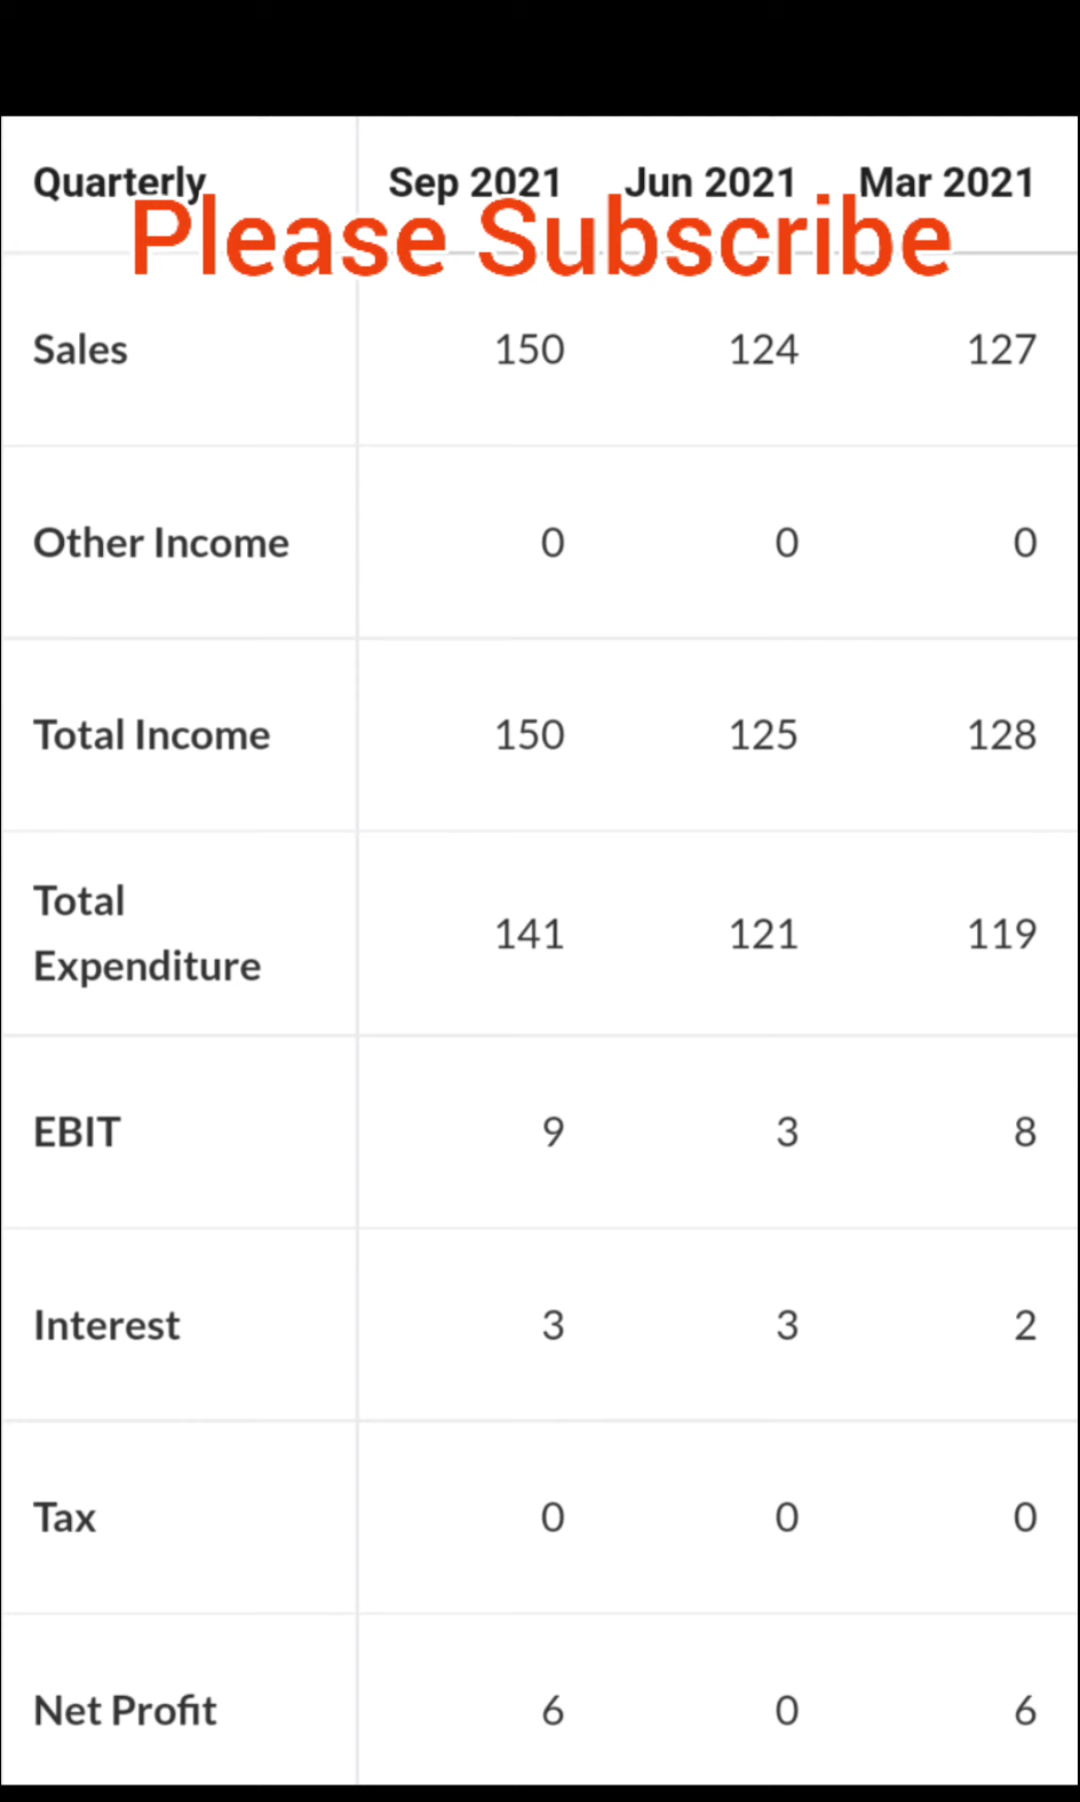 Quarterly Sep 2021 Jun 2021 Mar 2021
Please Subscribe
Sales 150 124 127
Other Income 0 0 0
Total Income 150 125 128
Total
Expenditure 141 121 119
EBIT 9 3 8
Interest 3 3 2
Tax 0 0 0
Net Profit 6 0 6